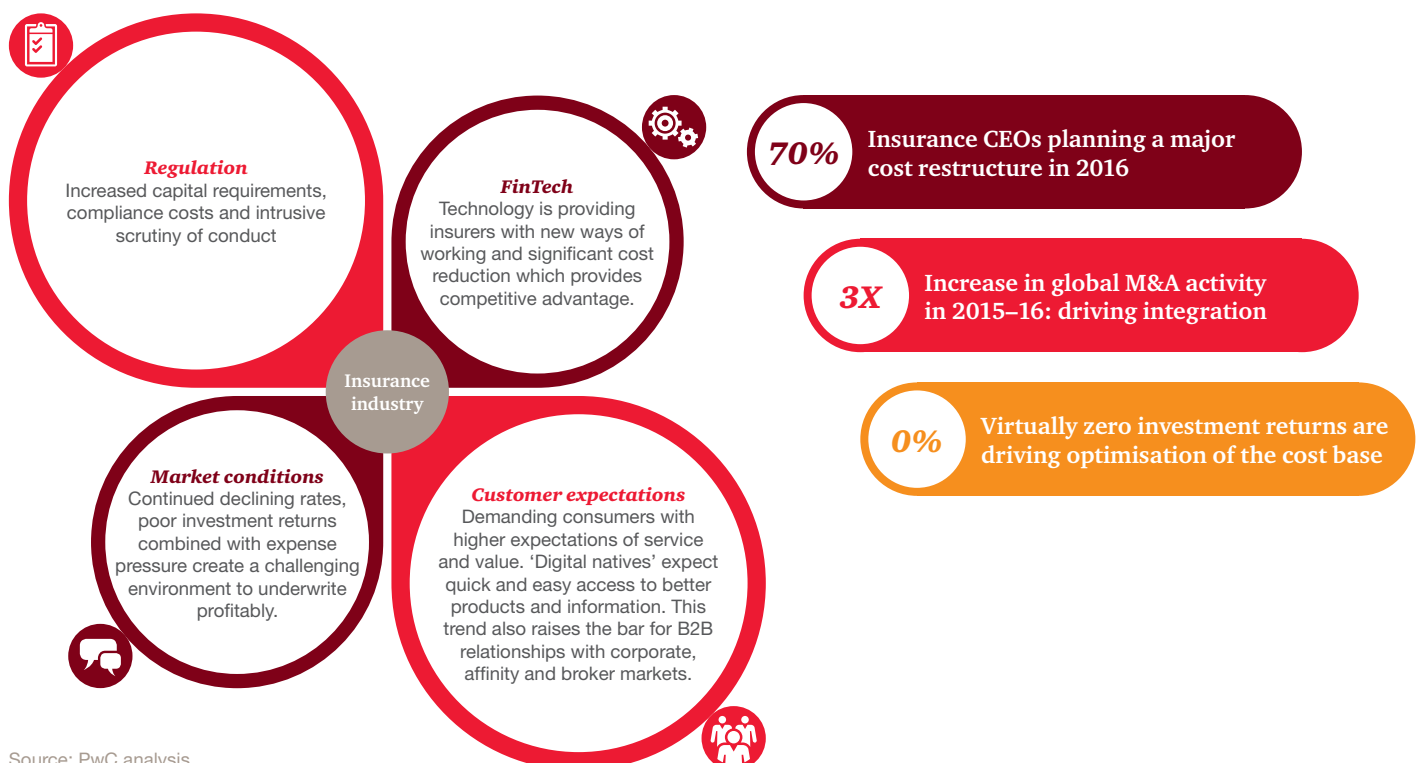 Regulation
Increased capital requirements,
compliance costs and intrusive
scrutiny of conduct
FinTech
Technology is providing
insurers with new ways of
working and significant cost
reduction which provides
competitive advantage.
Insurance
industry
Market conditions
Continued declining rates,
poor investment returns
combined with expense
pressure create a challenging
environment to underwrite
profitably.
Customer expectations
Demanding consumers with
higher expectations of service
and value. ‘Digital natives’ expect
quick and easy access to better
products and information. This
trend also raises the bar for B2B
relationships with corporate,
affinity and broker markets.
70%
Insurance CEOs planning a major
cost restructure in 2016
3X
Increase in global M&A activity
in 2015–16: driving integration
0%
Virtually zero investment returns are
driving optimisation of the cost base
Source: PwC analysis